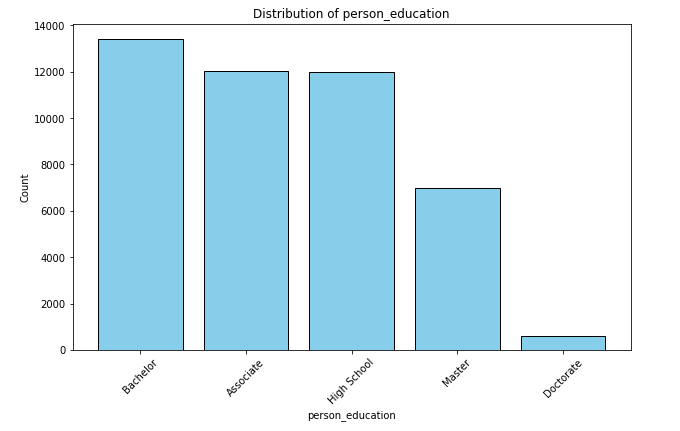 Distribution of person_education
14000
12000
10000
8000
6000
4000
2000
0
Count
Bachelor
Associate
High School
Master
Doctorate
person_education